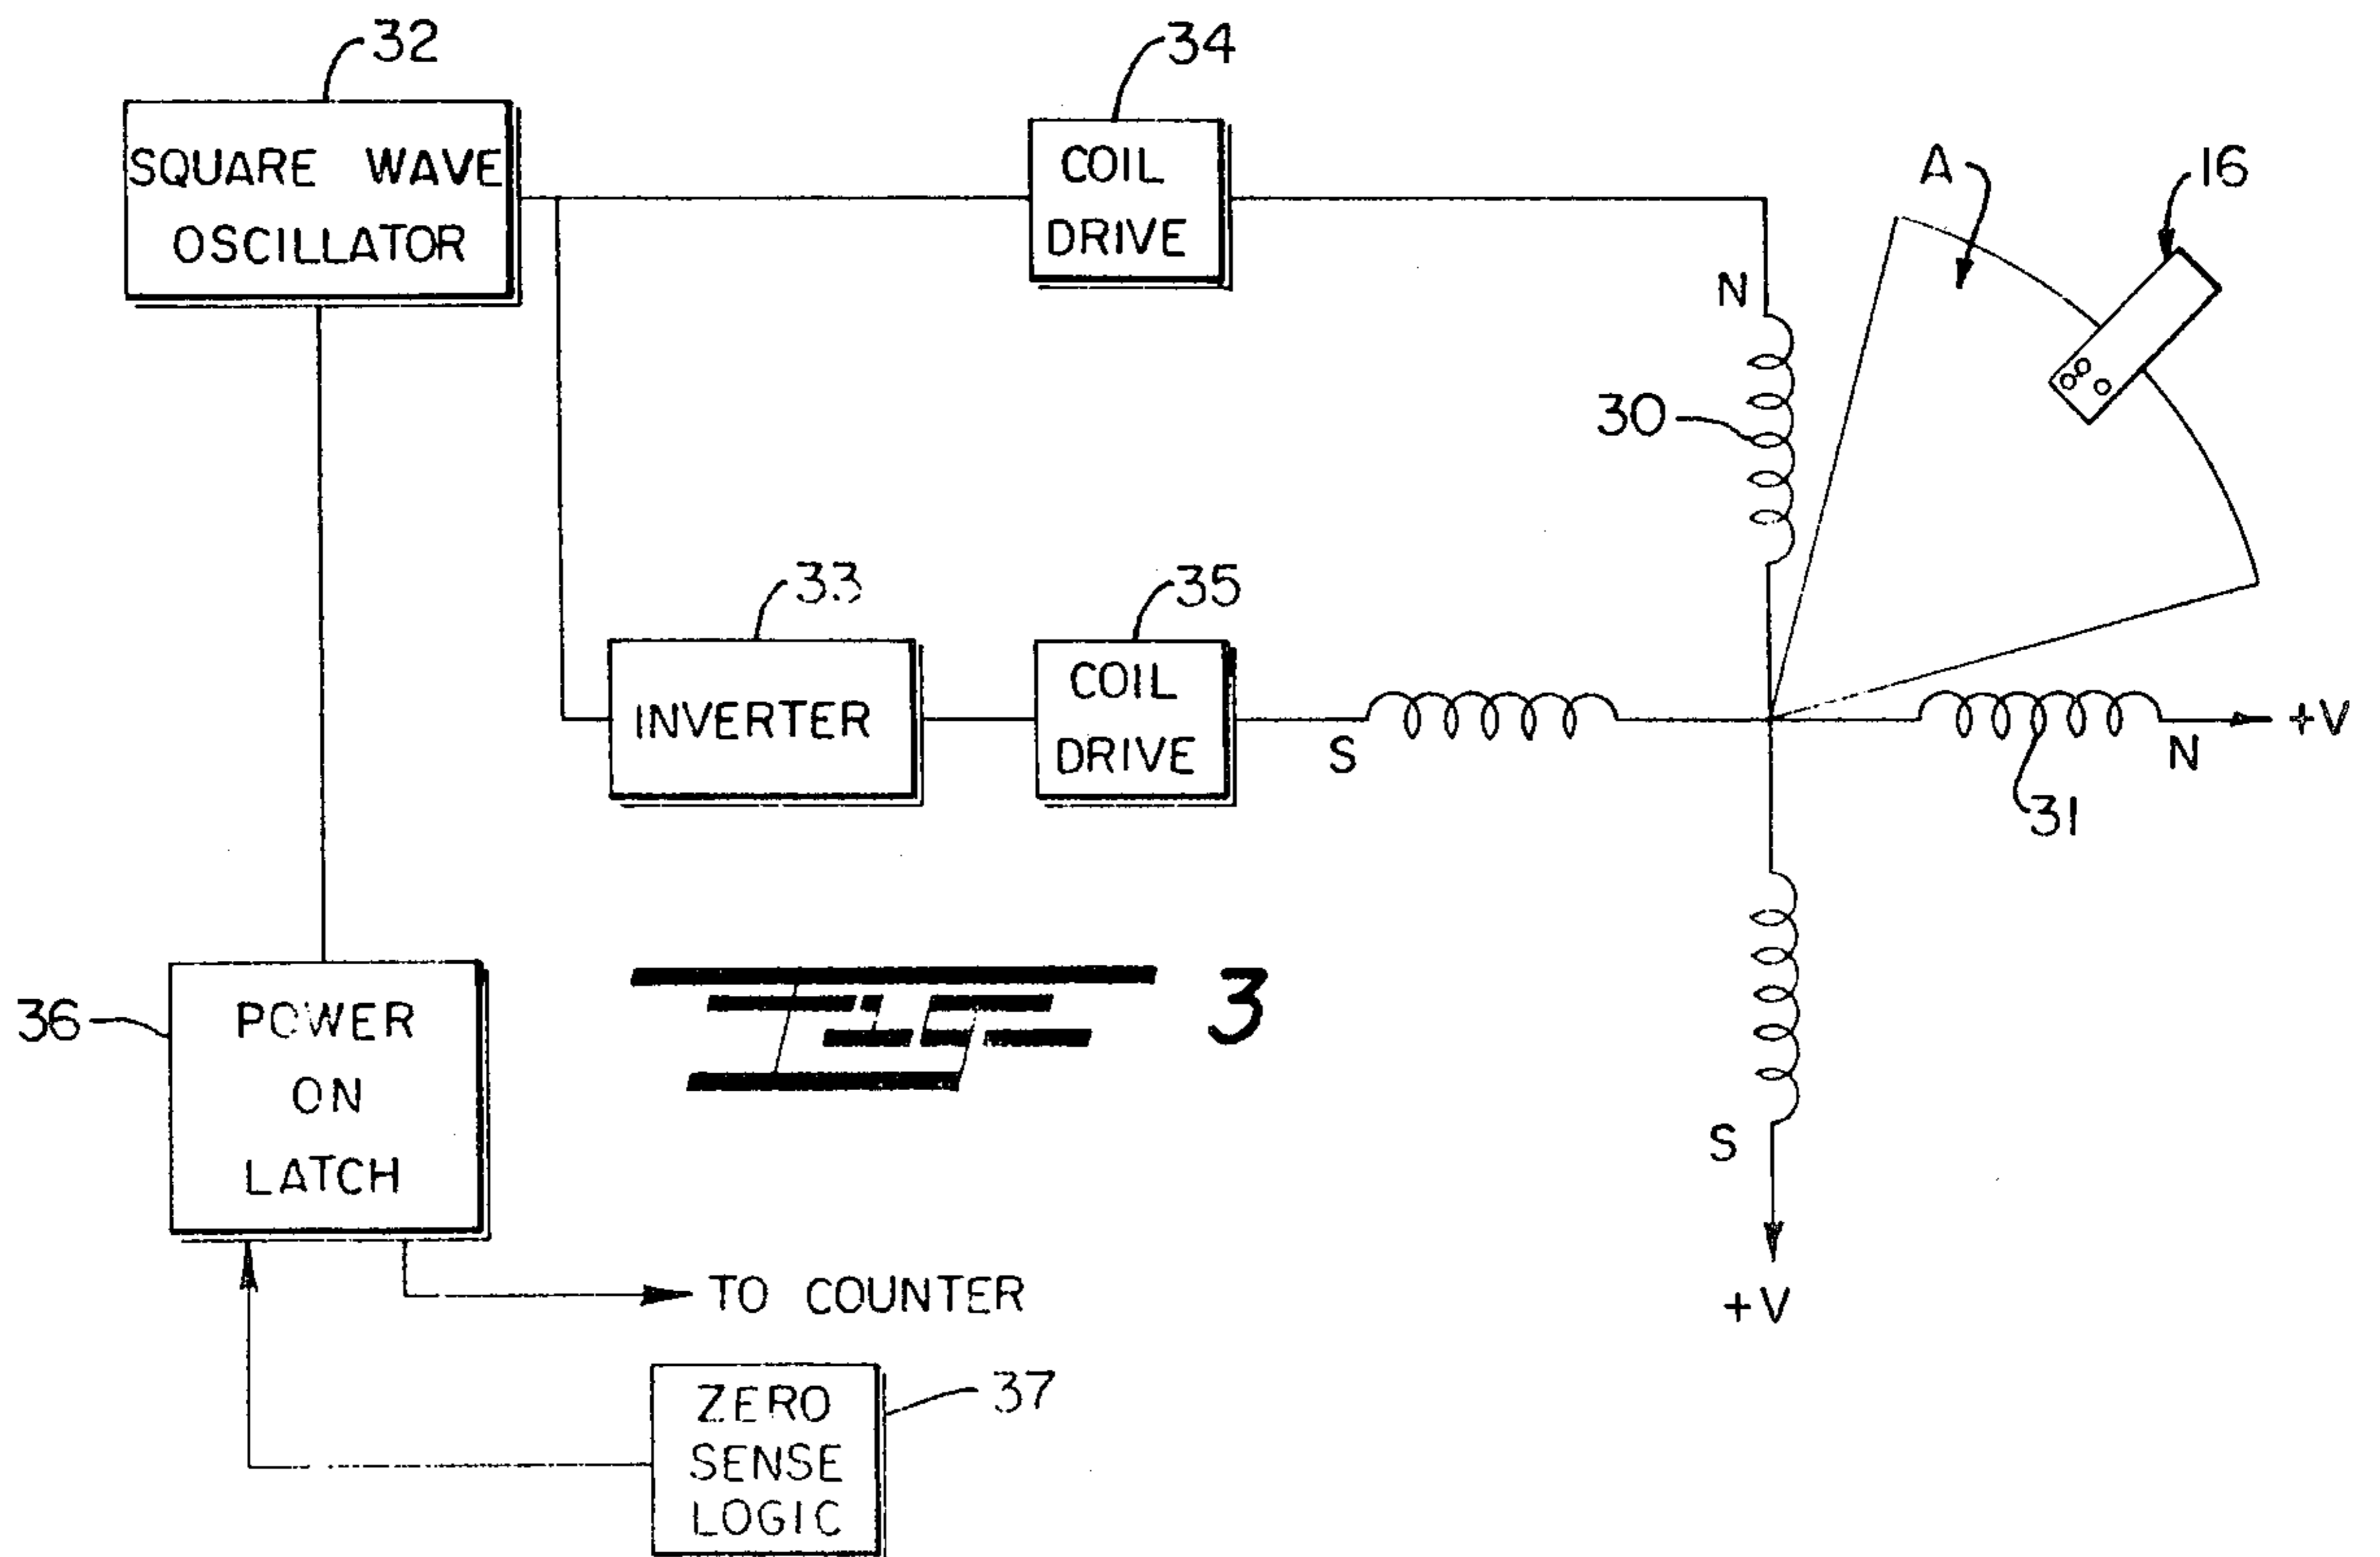 32
34
SQUARE WAVE
OSCILLATOR
COIL
DRIVE
A
16
N
30
33
35
INVERTER
COIL
DRIVE
S
N
+V
31
36
POWER
ON
LATCH
3
S
+V
TO COUNTER
37
ZERO
SENSE
LOGIC